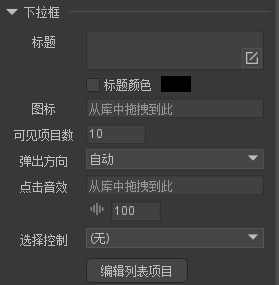 下拉框
标题
标题颜色
图标 从库中拖拽到此
可见项目数 10
弹出方向 自动
点击音效 从库中拖拽到此
100
选择控制 (无)
编辑列表项目